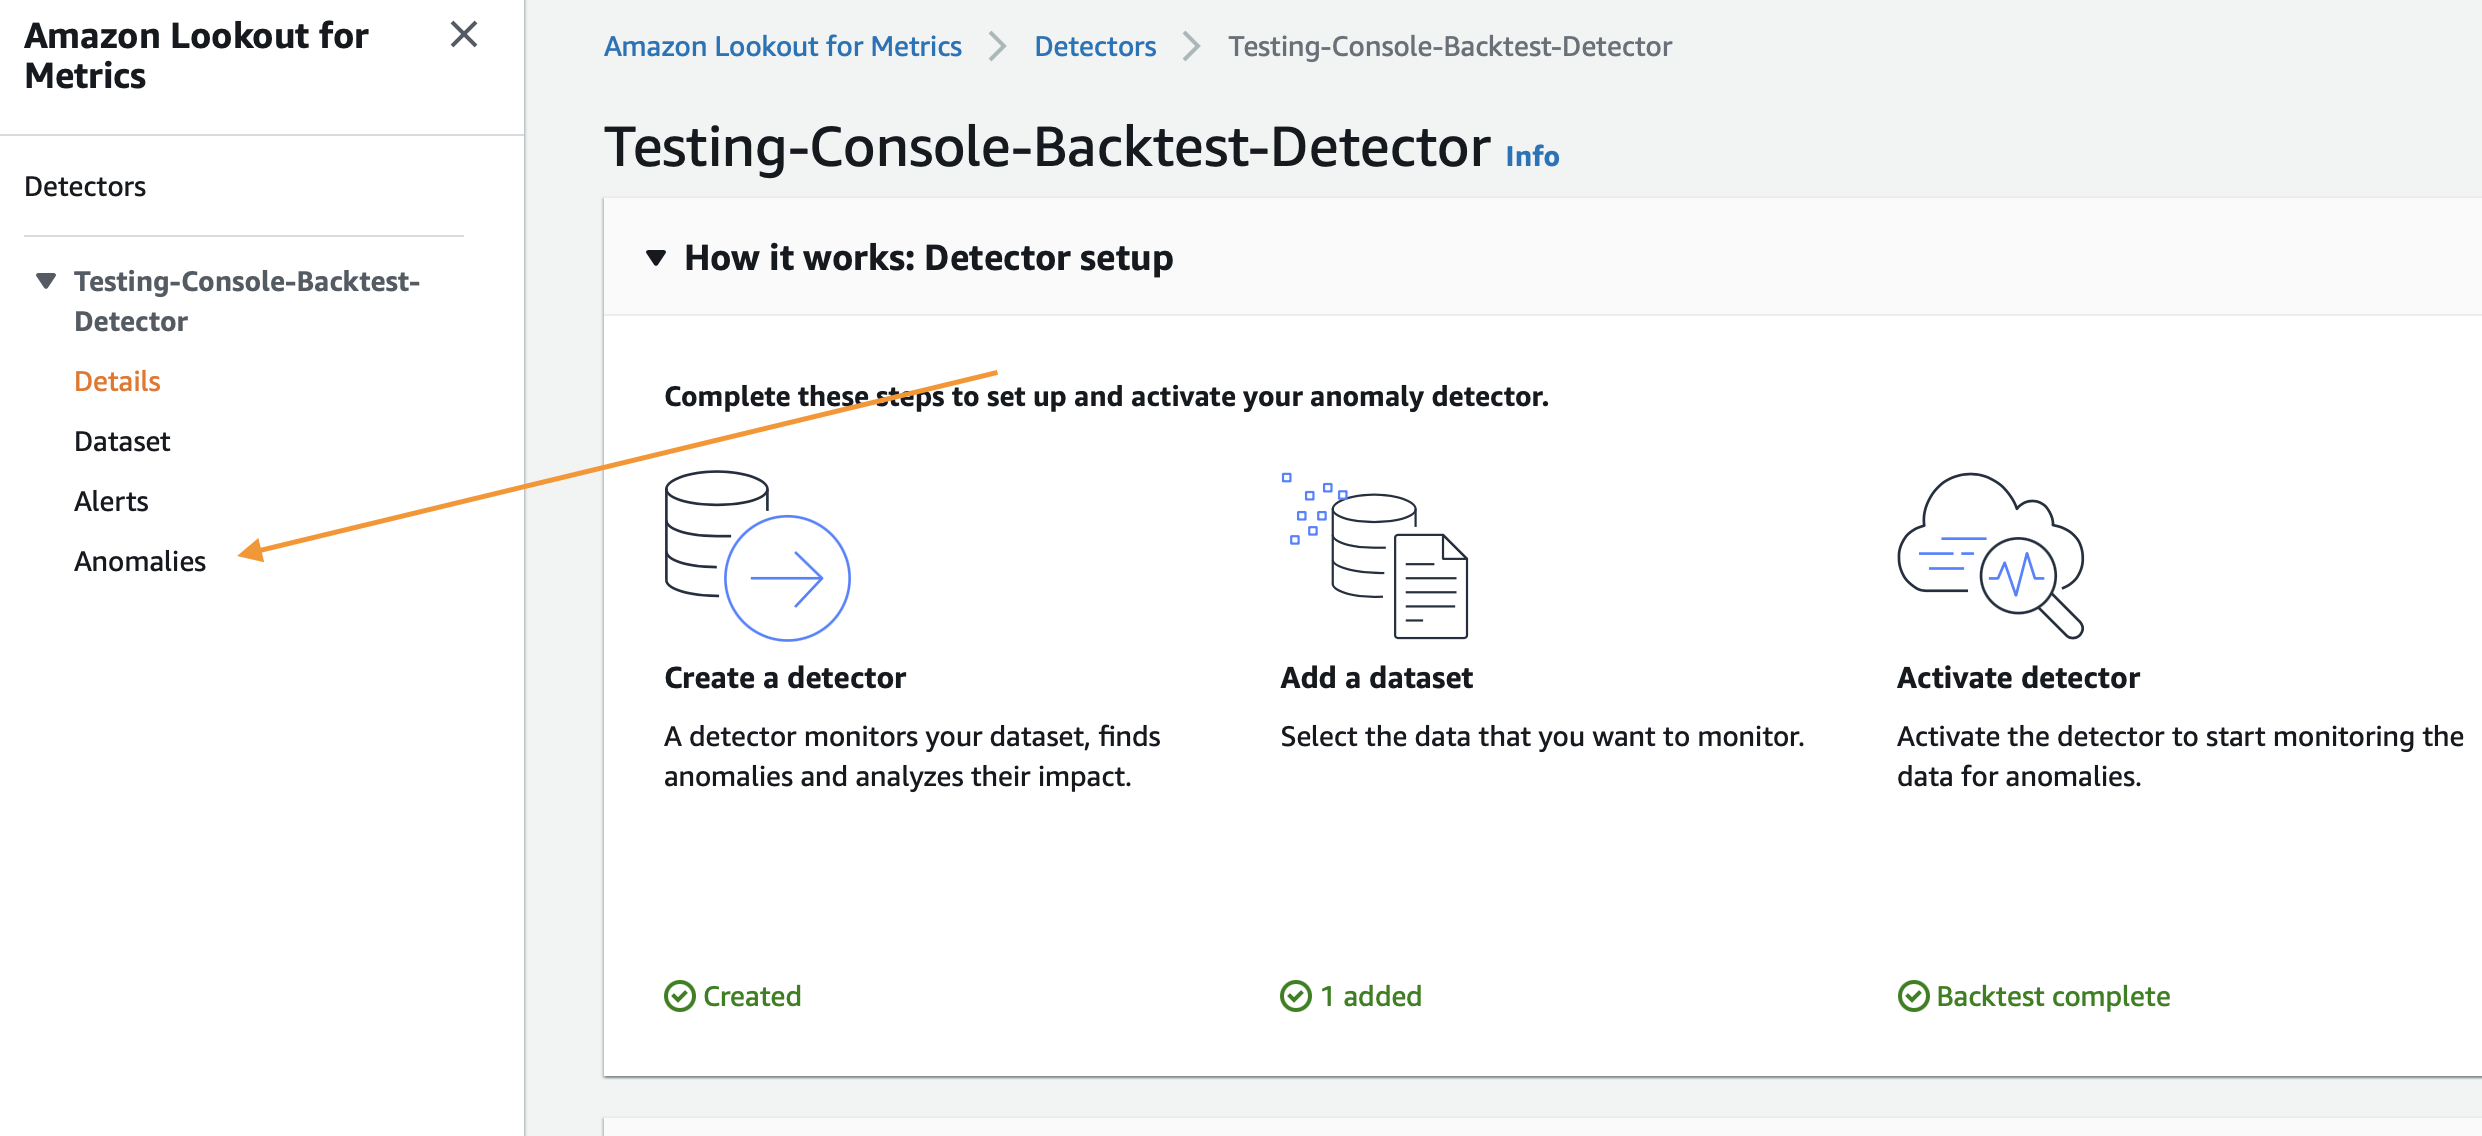 Amazon Lookout for
Metrics
Detectors
Testing-Console-Backtest-
Detector
Details
Dataset
Alerts
Anomalies
Amazon Lookout for Metrics Detectors Testing-Console-Backtest-Detector
Testing-Console-Backtest-Detector Info
How it works: Detector setup
Complete these steps to set up and activate your anomaly detector.
Create a detector
A detector monitors your dataset, finds
anomalies and analyzes their impact.
Created
Add a dataset
Select the data that you want to monitor.
1 added
Activate detector
Activate the detector to start monitoring the
data for anomalies.
Backtest complete